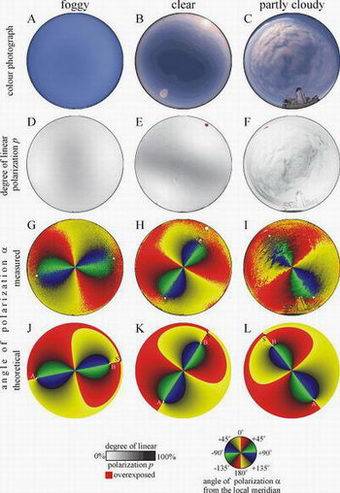 foggy clear partly cloudy
colour photograph
A B C
degree of linear
polarization p
D E F
angle of polarization α
measured
G H I
theoretical
J K L
A B S
A B S
A B S
degree of linear
0% 100%
polarization p
overexposed
0°
-45° +45°
-90° +90°
-135° +135°
180°
angle of polarization α
from the local meridian